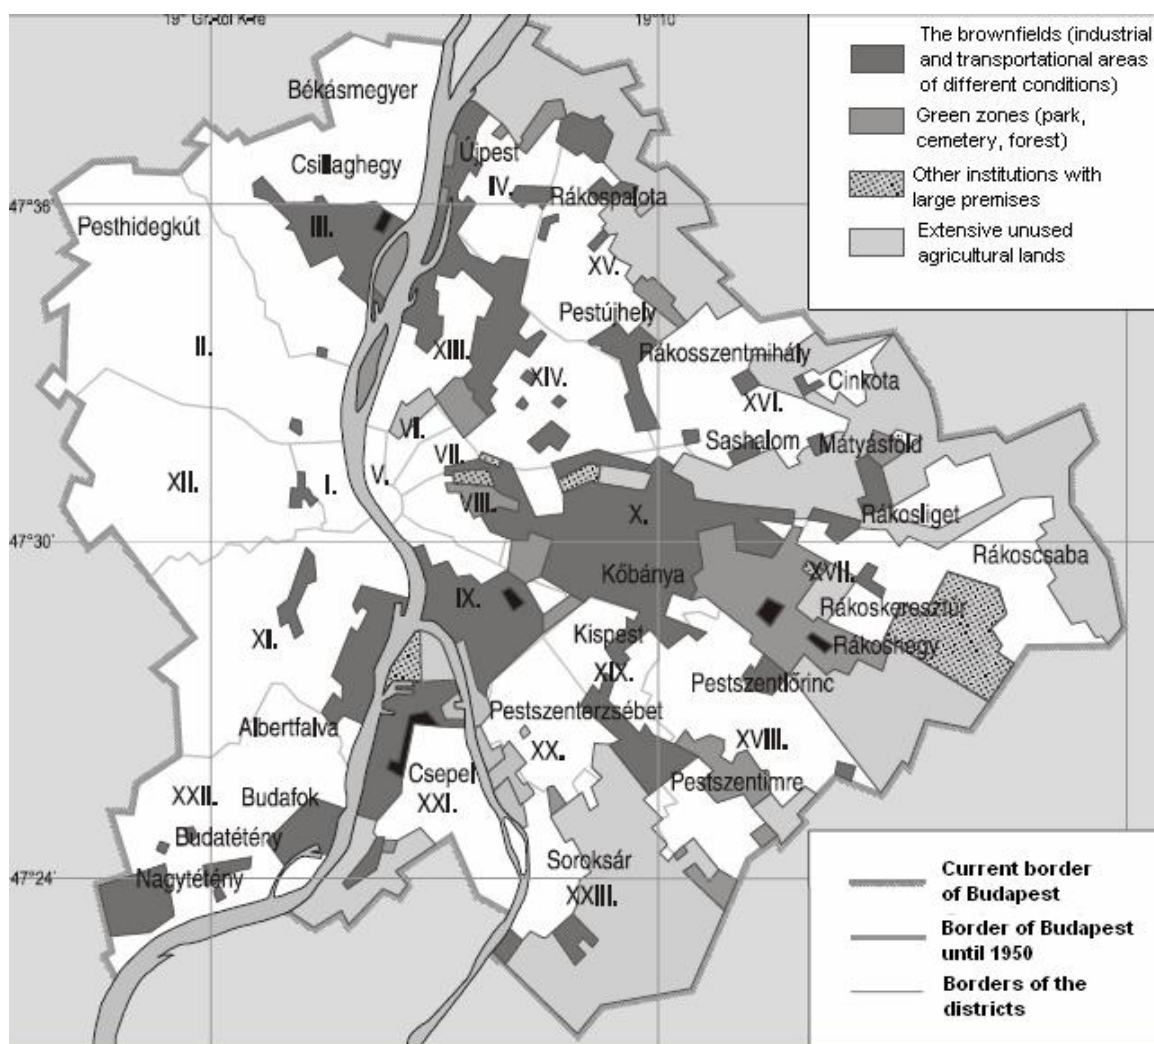 19°
19°10'
The brownfields (industrial
and transportational areas
of different conditions)
Green zones (park,
cemetery, forest)
Other institutions with
large premises
Extensive unused
agricultural lands
Békásmegyer
Csillaghegy
Újpest
IV.
Rákospalota
47°36'
Pesthidegkút
III.
XV.
Pestújhely
II.
XIII.
XIV.
Rákosszentmihály
Cinkota
XVI.
VI.
Sashalom
Mátyásföld
VII.
XII.
I.
V.
VIII.
X.
Rákosliget
47°30'
Rákoscsaba
Kőbánya
XVII.
IX.
Rákoskeresztúr
XI.
Kispest
Rákoshegy
XIX.
Pestszentlőrinc
Albertfalva
Pestszenterzsébet
XX.
XVIII.
Csepel
Pestszentimre
XXII.
Budafok
XXI.
Budatétény
Soroksár
47°24'
Nagytétény
XXIII.
Current border
of Budapest
Border of Budapest
until 1950
Borders of the
districts